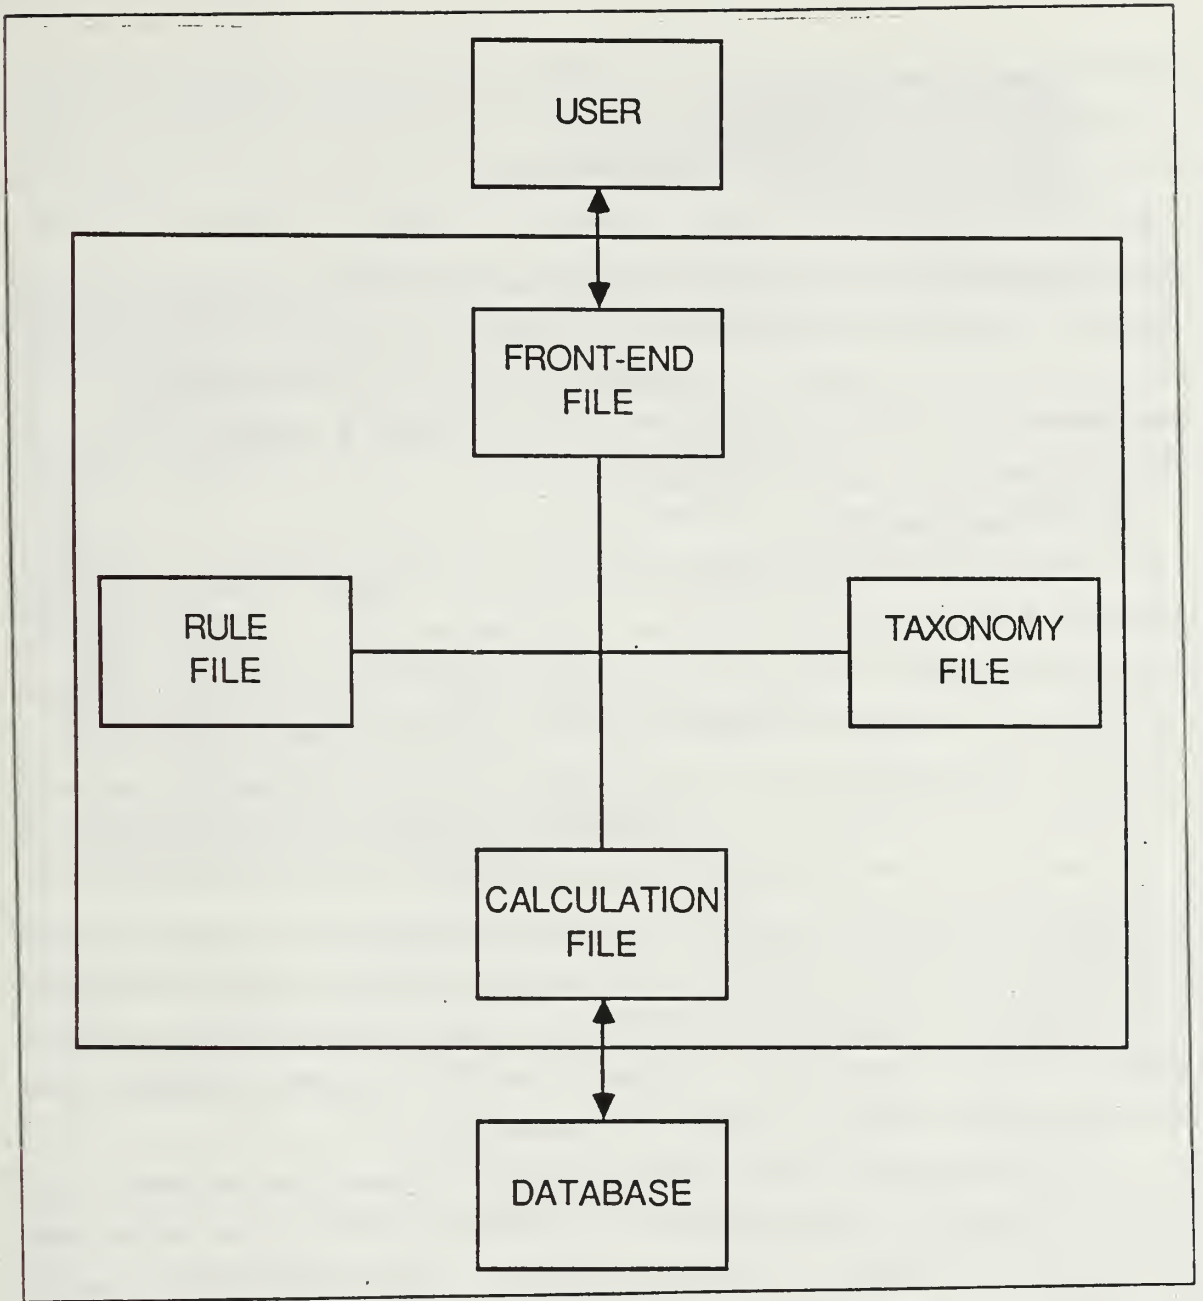 USER
FRONT-END
FILE
RULE
FILE
TAXONOMY
FILE
CALCULATION
FILE
DATABASE